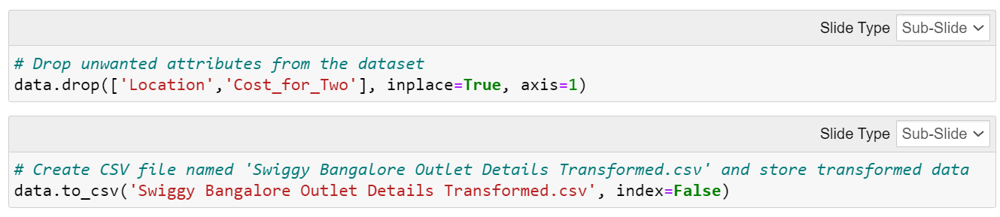 Slide Type Sub-Slide
# Drop unwanted attributes from the dataset
data.drop(['Location','Cost_for_Two'], inplace=True, axis=1)
Slide Type Sub-Slide
# Create CSV file named 'Swiggy Bangalore Outlet Details Transformed.csv' and store transformed data
data.to_csv('Swiggy Bangalore Outlet Details Transformed.csv', index=False)